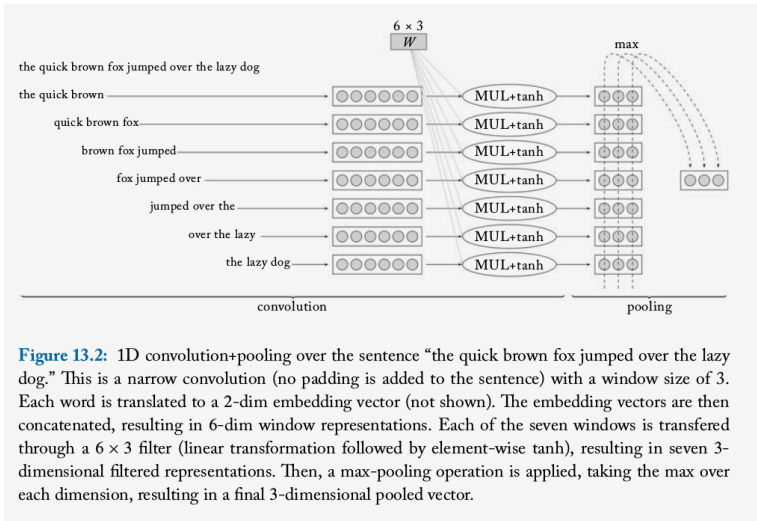 6 × 3
W
max
the quick brown fox jumped over the lazy dog
the quick brown
MUL+tanh
quick brown fox
MUL+tanh
brown fox jumped
MUL+tanh
fox jumped over
MUL+tanh
jumped over the
MUL+tanh
over the lazy
MUL+tanh
the lazy dog
MUL+tanh
convolution
pooling
Figure 13.2: 1D convolution+pooling over the sentence “the quick brown fox jumped over the lazy
dog.” This is a narrow convolution (no padding is added to the sentence) with a window size of 3.
Each word is translated to a 2-dim embedding vector (not shown). The embedding vectors are then
concatenated, resulting in 6-dim window representations. Each of the seven windows is transfered
through a 6 × 3 filter (linear transformation followed by element-wise tanh), resulting in seven 3-
dimensional filtered representations. Then, a max-pooling operation is applied, taking the max over
each dimension, resulting in a final 3-dimensional pooled vector.